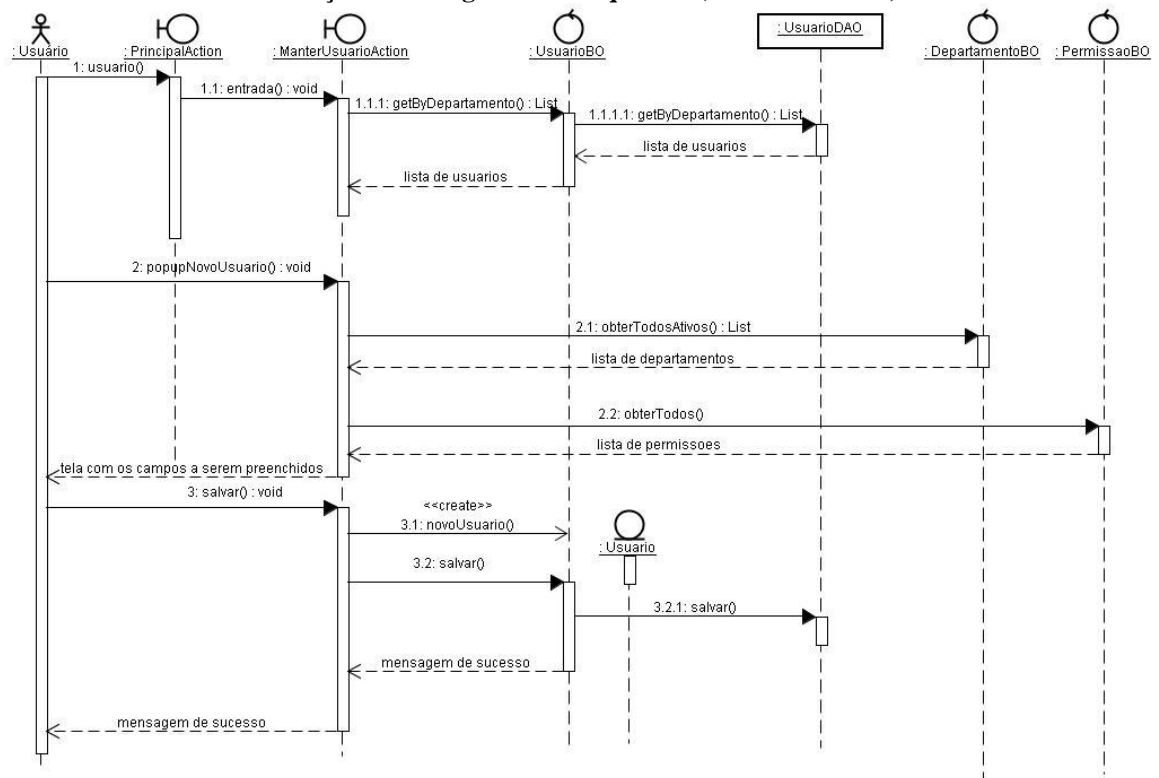 : Usuário
: PrincipalAction
: ManterUsuarioAction
: UsuarioBO
: UsuarioDAO
: DepartamentoBO
: PermissaoBO
1: usuario()
1.1: entrada() : void
1.1.1: getByDepartamento() : List
1.1.1.1: getByDepartamento() : List
lista de usuarios
lista de usuarios
2: popupNovoUsuario() : void
2.1: obterTodosAtivos() : List
lista de departamentos
2.2: obterTodos()
lista de permissoes
tela com os campos a serem preenchidos
3: salvar() : void
<<create>>
3.1: novoUsuario()
: Usuario
3.2: salvar()
3.2.1: salvar()
mensagem de sucesso
mensagem de sucesso